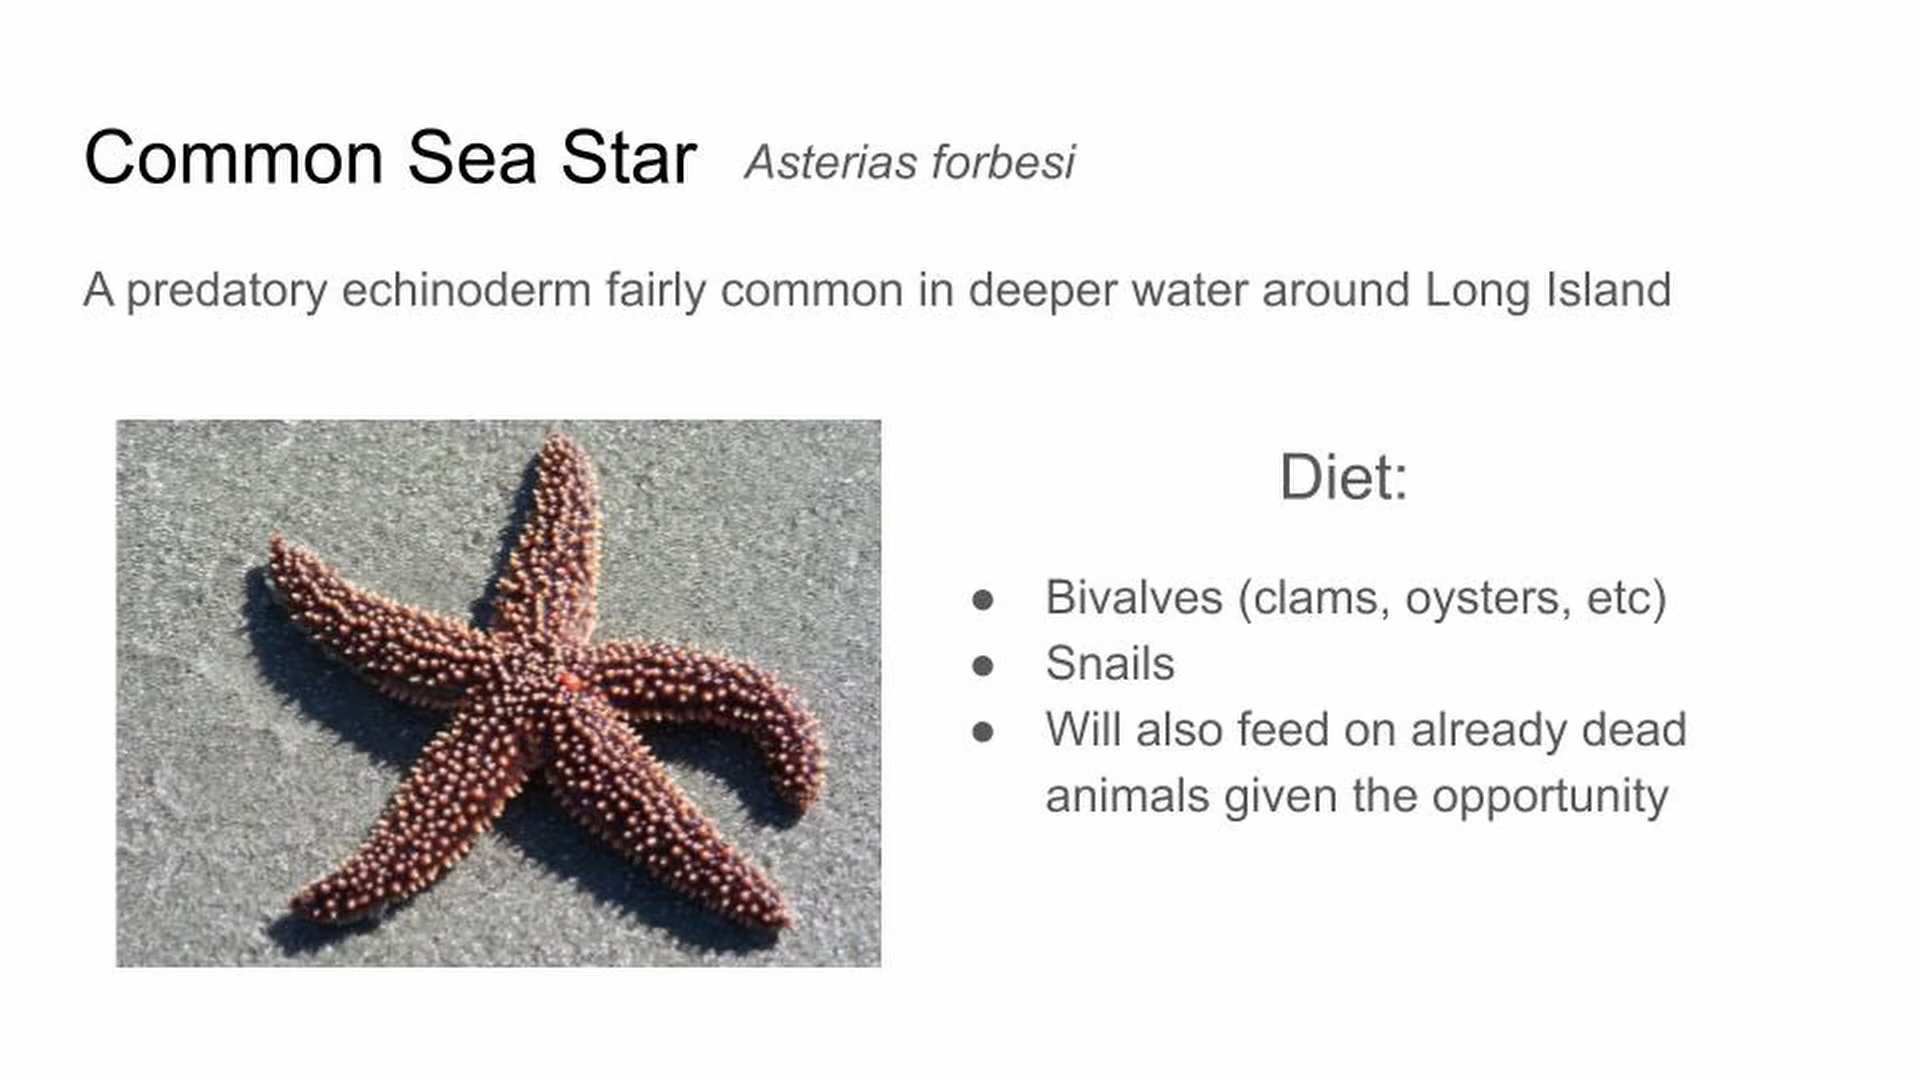 Common Sea Star Asterias forbesi
A predatory echinoderm fairly common in deeper water around Long Island
Diet:
● Bivalves (clams, oysters, etc)
● Snails
● Will also feed on already dead
animals given the opportunity